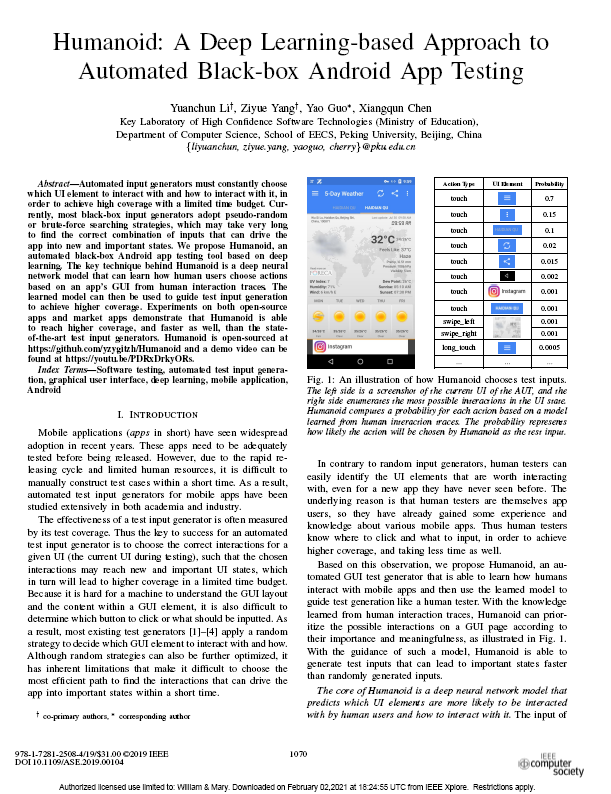 Humanoid: A Deep Learning-based Approach to
Automated Black-box Android App Testing
Yuanchun Li†, Ziyue Yang†, Yao Guo*, Xiangqun Chen
Key Laboratory of High Confidence Software Technologies (Ministry of Education),
Department of Computer Science, School of EECS, Peking University, Beijing, China
{liyuanchun, ziyue.yang, yaoguo, cherry}@pku.edu.cn
Abstract—Automated input generators must constantly choose
which UI element to interact with and how to interact with it, in
order to achieve high coverage with a limited time budget. Cur-
rently, most black-box input generators adopt pseudo-random
or brute-force searching strategies, which may take very long
to find the correct combination of inputs that can drive the
app into new and important states. We propose Humanoid, an
automated black-box Android app testing tool based on deep
learning. The key technique behind Humanoid is a deep neural
network model that can learn how human users choose actions
based on an app's GUI from human interaction traces. The
learned model can then be used to guide test input generation
to achieve higher coverage. Experiments on both open-source
apps and market apps demonstrate that Humanoid is able
to reach higher coverage, and faster as well, than the state-
of-the-art test input generators. Humanoid is open-sourced at
https://github.com/yzygitzh/Humanoid and a demo video can be
found at https://youtu.be/PDRxDrkyORs.
Index Terms—Software testing, automated test input genera-
tion, graphical user interface, deep learning, mobile application,
Android
I. INTRODUCTION
Mobile applications (apps in short) have seen widespread
adoption in recent years. These apps need to be adequately
tested before being released. However, due to the rapid re-
leasing cycle and limited human resources, it is difficult to
manually construct test cases within a short time. As a result,
automated test input generators for mobile apps have been
studied extensively in both academia and industry.
The effectiveness of a test input generator is often measured
by its test coverage. Thus the key to success for an automated
test input generator is to choose the correct interactions for a
given UI (the current UI during testing), such that the chosen
interactions may reach new and important UI states, which
in turn will lead to higher coverage in a limited time budget.
Because it is hard for a machine to understand the GUI layout
and the content within a GUI element, it is also difficult to
determine which button to click or what should be inputted. As
a result, most existing test generators [1]–[4] apply a random
strategy to decide which GUI element to interact with and how.
Although random strategies can also be further optimized, it
has inherent limitations that make it difficult to choose the
most efficient path to find the interactions that can drive the
app into important states within a short time.
† co-primary authors, * corresponding author
5-Day Weather
HAIDIAN QU
32°C
MON TUE WED THU FRI
Instagram
Action Type UI Element Probability
touch 0.7
touch 0.15
touch 0.1
touch 0.02
touch 0.015
touch 0.002
touch Instagram 0.001
touch HAIDIAN QU 0.001
swipe_left 0.001
swipe_right 0.001
long_touch 0.0005
... ... ...
Fig. 1: An illustration of how Humanoid chooses test inputs.
The left side is a screenshot of the current UI of the AUT, and the
right side enumerates the most possible interactions in the UI state.
Humanoid computes a probability for each action based on a model
learned from human interaction traces. The probability represents
how likely the action will be chosen by Humanoid as the test input.
In contrary to random input generators, human testers can
easily identify the UI elements that are worth interacting
with, even for a new app they have never seen before. The
underlying reason is that human testers are themselves app
users, so they have already gained some experience and
knowledge about various mobile apps. Thus human testers
know where to click and what to input, in order to achieve
higher coverage, and taking less time as well.
Based on this observation, we propose Humanoid, an au-
tomated GUI test generator that is able to learn how humans
interact with mobile apps and then use the learned model to
guide test generation like a human tester. With the knowledge
learned from human interaction traces, Humanoid can prior-
itize the possible interactions on a GUI page according to
their importance and meaningfulness, as illustrated in Fig. 1.
With the guidance of such a model, Humanoid is able to
generate test inputs that can lead to important states faster
than randomly generated inputs.
The core of Humanoid is a deep neural network model that
predicts which UI elements are more likely to be interacted
with by human users and how to interact with it. The input of
978-1-7281-2508-4/19/$31.00 ©2019 IEEE
DOI 10.1109/ASE.2019.00104
1070
IEEE
computer
society
Authorized licensed use limited to: William & Mary. Downloaded on February 02,2021 at 18:24:55 UTC from IEEE Xplore. Restrictions apply.